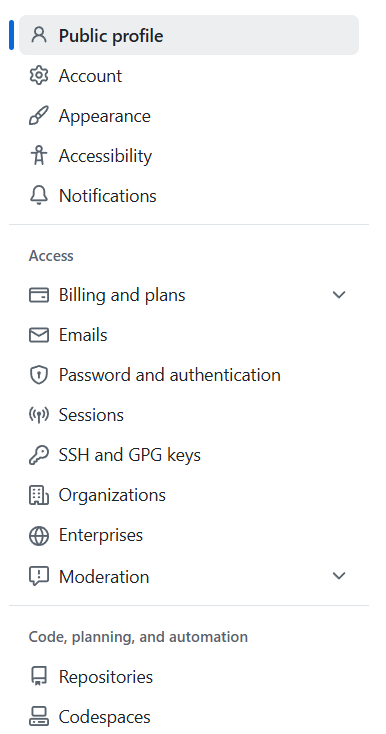 Public profile
Account
Appearance
Accessibility
Notifications
Access
Billing and plans
Emails
Password and authentication
Sessions
SSH and GPG keys
Organizations
Enterprises
Moderation
Code, planning, and automation
Repositories
Codespaces